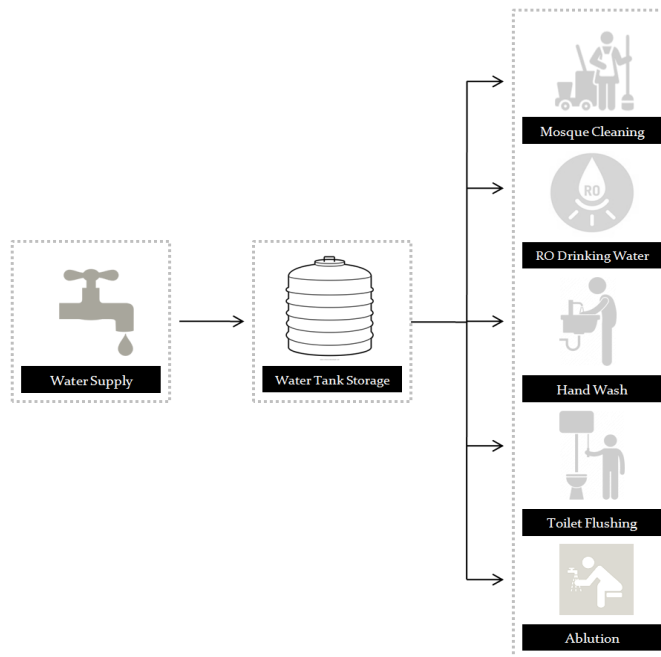 Water Supply
Water Tank Storage
Mosque Cleaning
RO
RO Drinking Water
Hand Wash
Toilet Flushing
Ablution